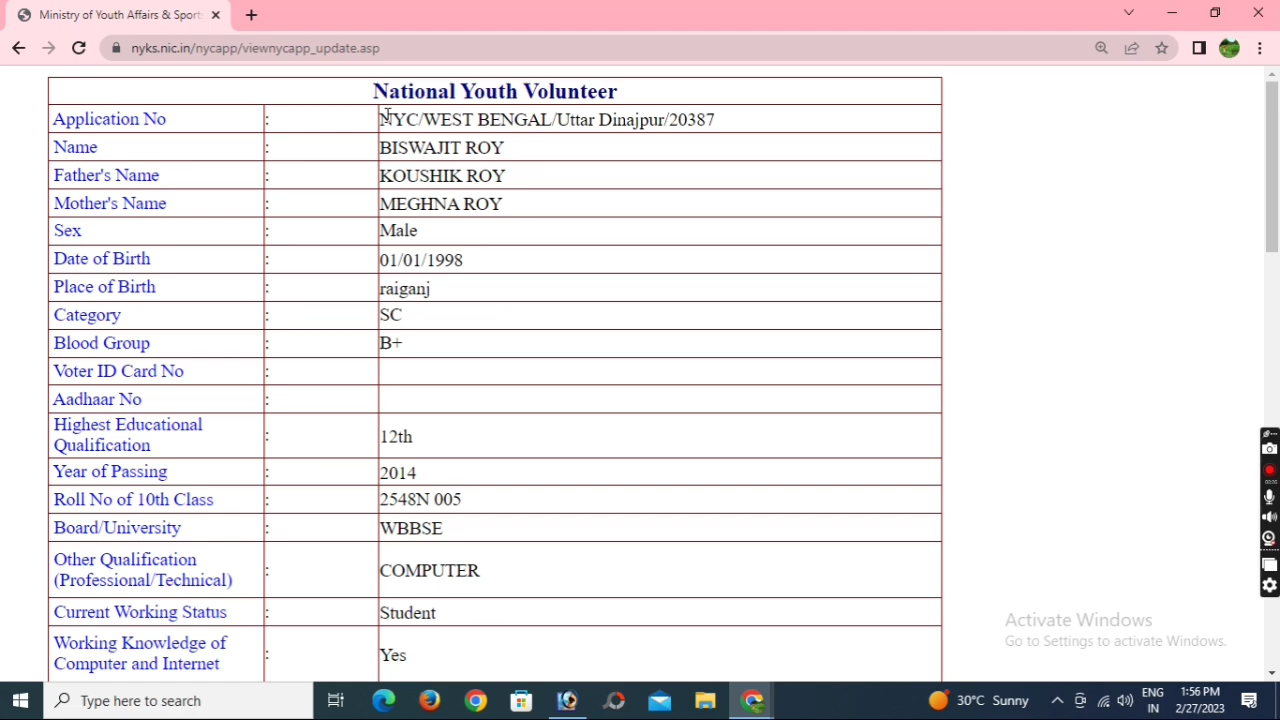 Ministry of Youth Affairs & Sport
nyks.nic.in/nycapp/viewnycapp_update.asp
National Youth Volunteer
Application No : NYC/WEST BENGAL/Uttar Dinajpur/20387
Name : BISWAJIT ROY
Father's Name : KOUSHIK ROY
Mother's Name : MEGHNA ROY
Sex : Male
Date of Birth : 01/01/1998
Place of Birth : raiganj
Category : SC
Blood Group : B+
Voter ID Card No :
Aadhaar No :
Highest Educational
Qualification : 12th
Year of Passing : 2014
Roll No of 10th Class : 2548N 005
Board/University : WBBSE
Other Qualification
(Professional/Technical) : COMPUTER
Current Working Status : Student
Working Knowledge of
Computer and Internet : Yes
Activate Windows
Go to Settings to activate Windows.
Type here to search
30°C Sunny
ENG
IN
1:56 PM
2/27/2023